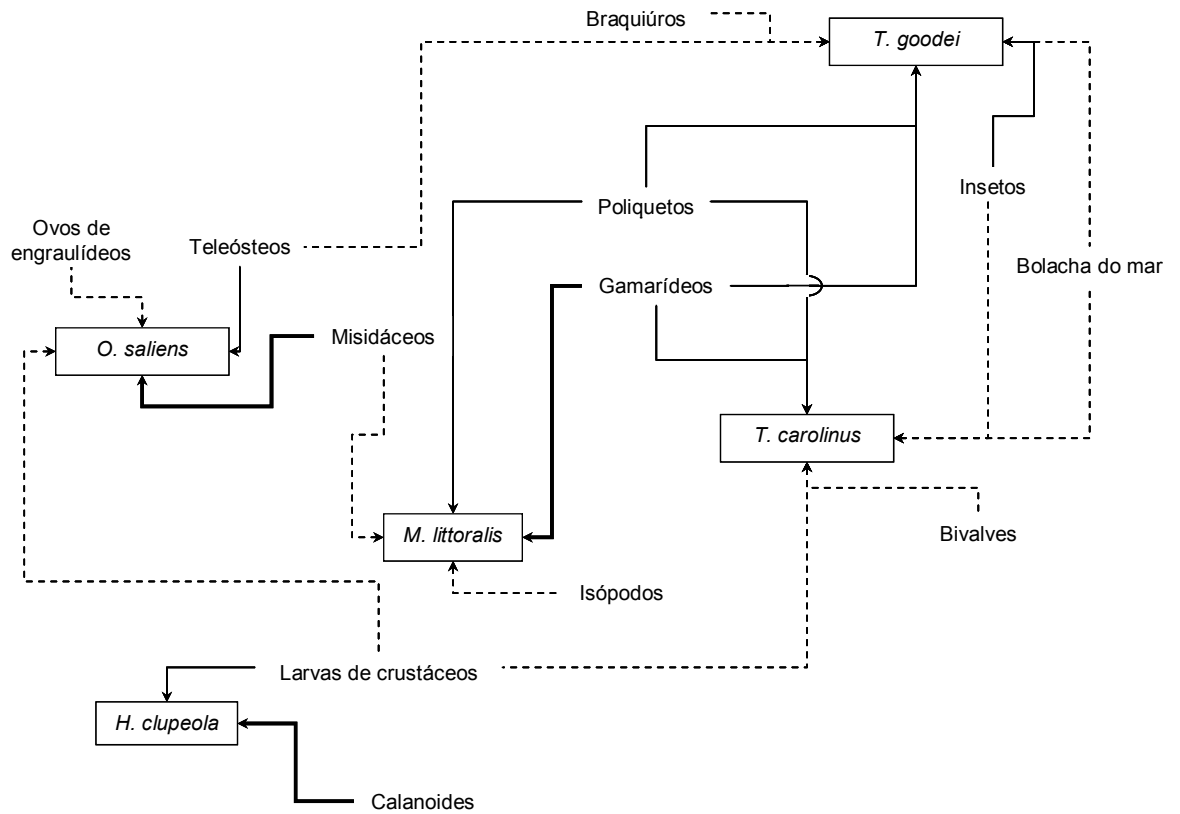 Braquiúros
T. goodei
Insetos
Poliquetos
Ovos de
engraulídeos
Teleósteos
Bolacha do mar
Gamarídeos
Misidáceos
O. saliens
T. carolinus
M. littoralis
Bivalves
Isópodos
Larvas de crustáceos
H. clupeola
Calanoides